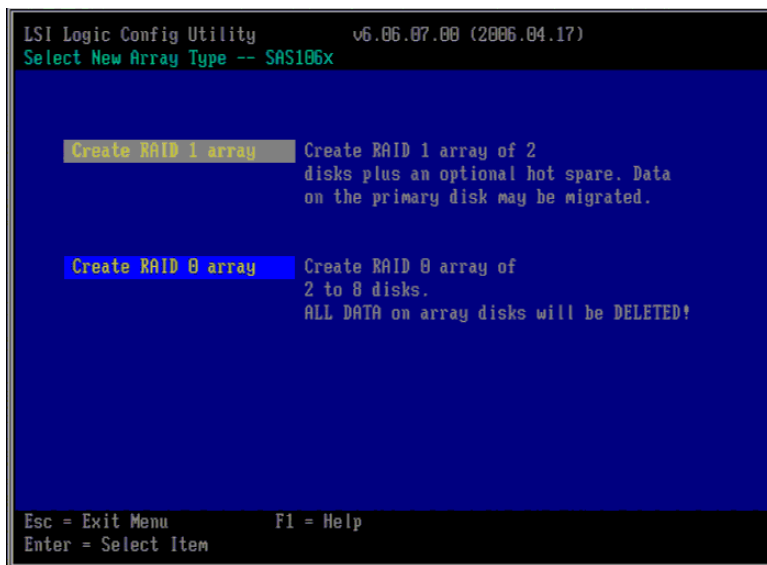 LSI Logic Config Utility v6.06.07.00 (2006.04.17)
Select New Array Type -- SAS106x
Create RAID 1 array Create RAID 1 array of 2
disks plus an optional hot spare. Data
on the primary disk may be migrated.
Create RAID 0 array Create RAID 0 array of
2 to 8 disks.
ALL DATA on array disks will be DELETED!
Esc = Exit Menu F1 = Help
Enter = Select Item